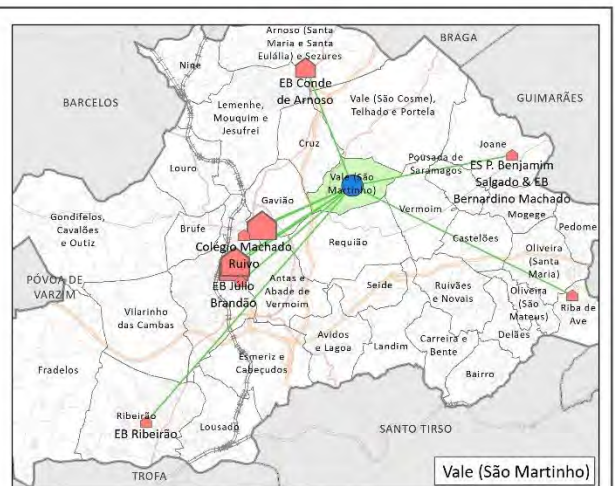 Arnoso (Santa
Maria e Santa
Eulália) e Sezures
BRAGA
Nine
EB Conde
de Arnoso
BARCELOS
GUIMARÃES
Lemenhe,
Mouquim e
Jesufrei
Vale (São Cosme),
Telhado e Portela
Cruz
Joane
Pousada de
Saramagos
ES P. Benjamim
Salgado & EB
Bernardino Machado
Louro
Vale (São
Martinho)
Gavião
Mogege
Vermoim
Pedome
Gondifelos,
Cavalões
e Outiz
Brufe
Colégio Machado
Ruivo
Requião
Castelões
Oliveira
(Santa
Maria)
PÓVOA DE
VARZIM
EB Júlio
Brandão
Antas e
Abade de
Vermoim
Seide
Ruivães
e Novais
Oliveira
(São
Mateus)
Riba de
Ave
Vilarinho
das Cambas
Avidos
e Lagoa
Landim
Carreira e
Bente
Delães
Fradelos
Esmeriz e
Cabeçudos
Bairro
Ribeirão
EB Ribeirão
Lousado
SANTO TIRSO
TROFA
Vale (São Martinho)